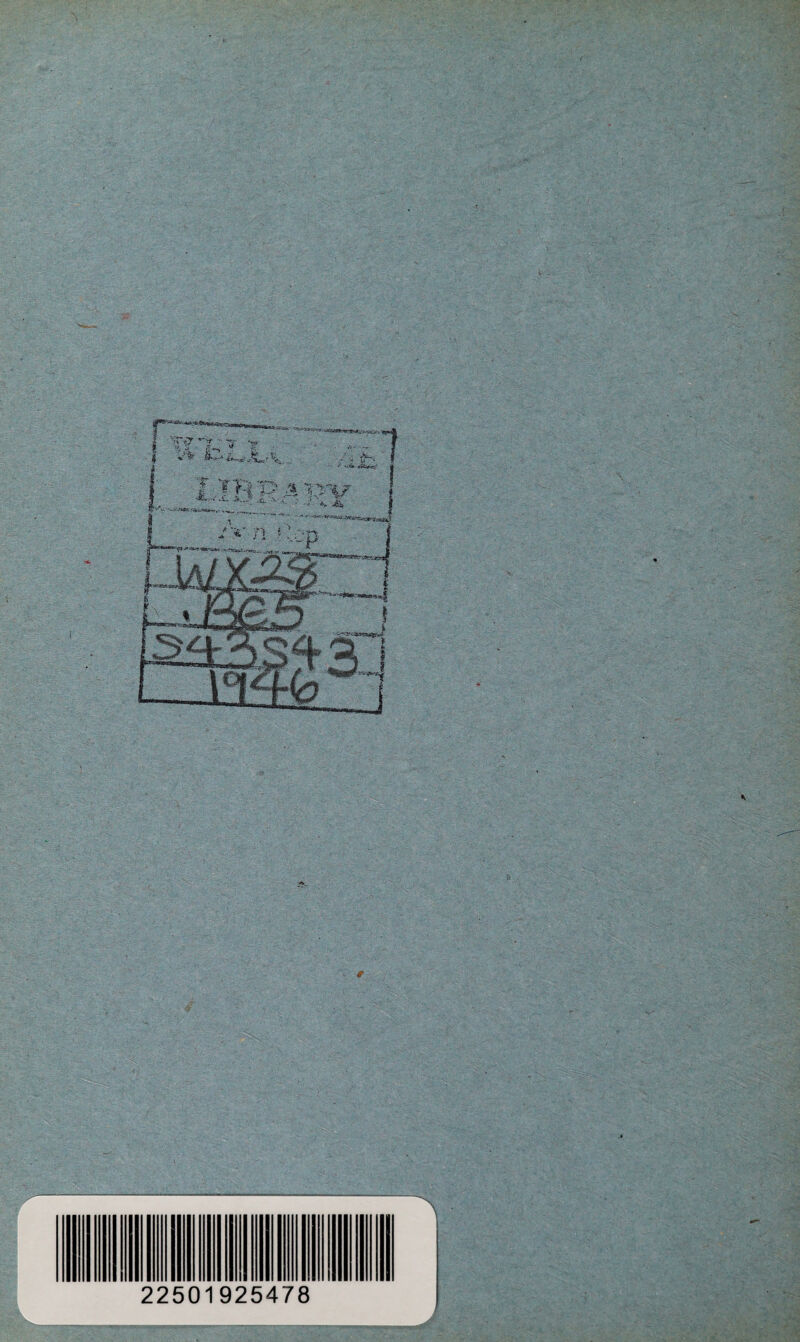 LIBRARY
WX28
.BE5
S43S43
1946
22501925478